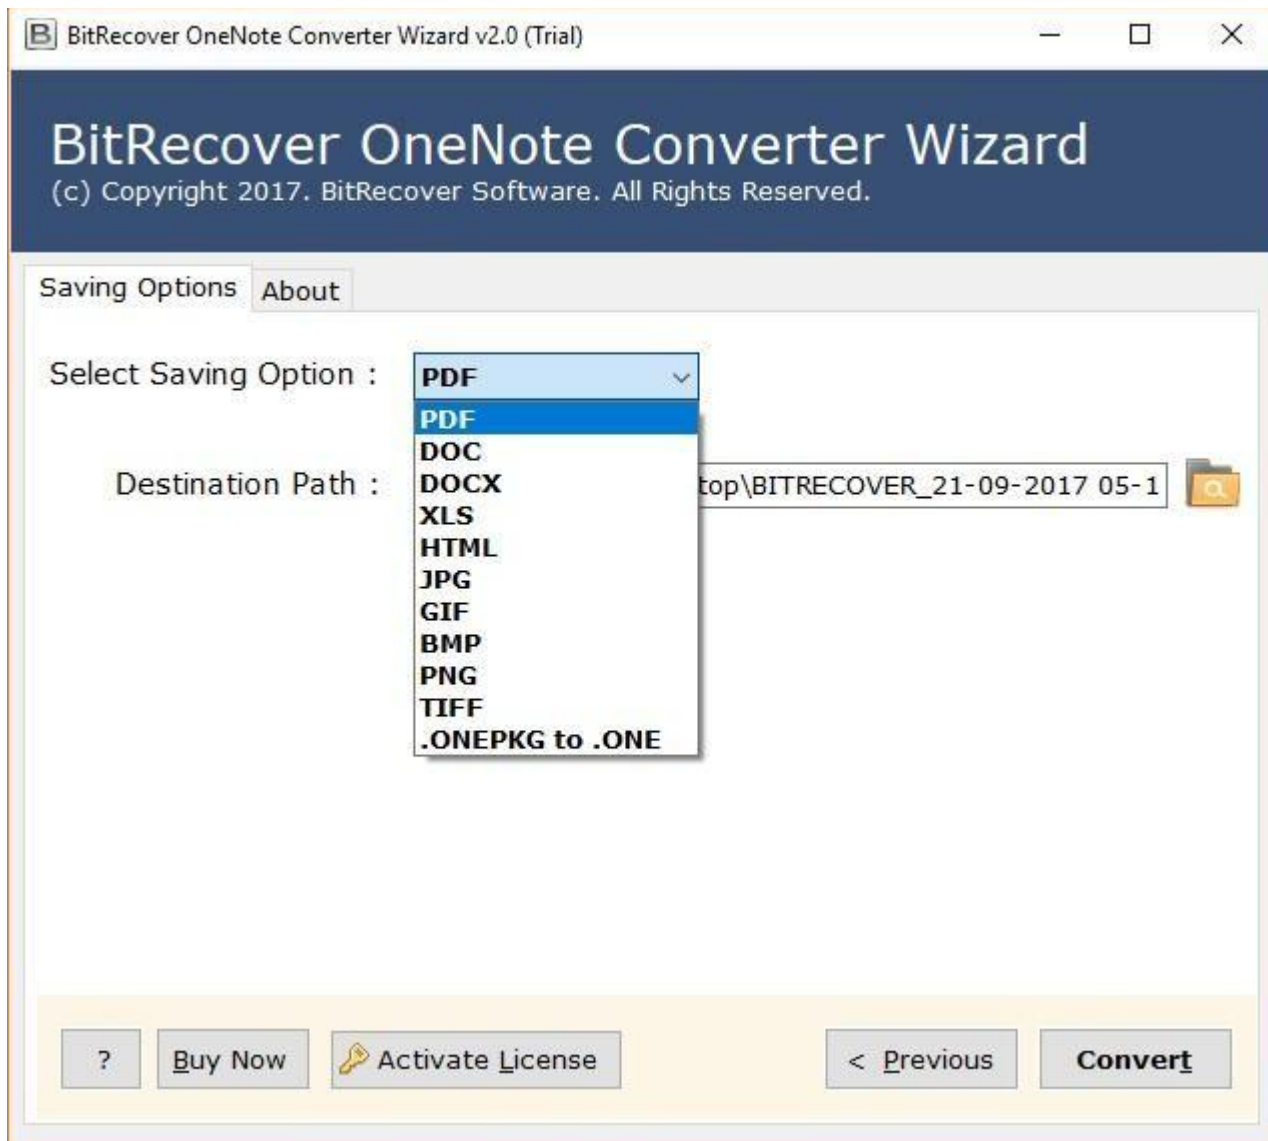 BitRecover OneNote Converter Wizard v2.0 (Trial)
BitRecover OneNote Converter Wizard
(c) Copyright 2017. BitRecover Software. All Rights Reserved.
Saving Options About
Select Saving Option : PDF
PDF
DOC
DOCX
XLS
HTML
JPG
GIF
BMP
PNG
TIFF
.ONEPKG to .ONE
Destination Path : top\BITRECOVER_21-09-2017 05-1
? Buy Now Activate License < Previous Convert